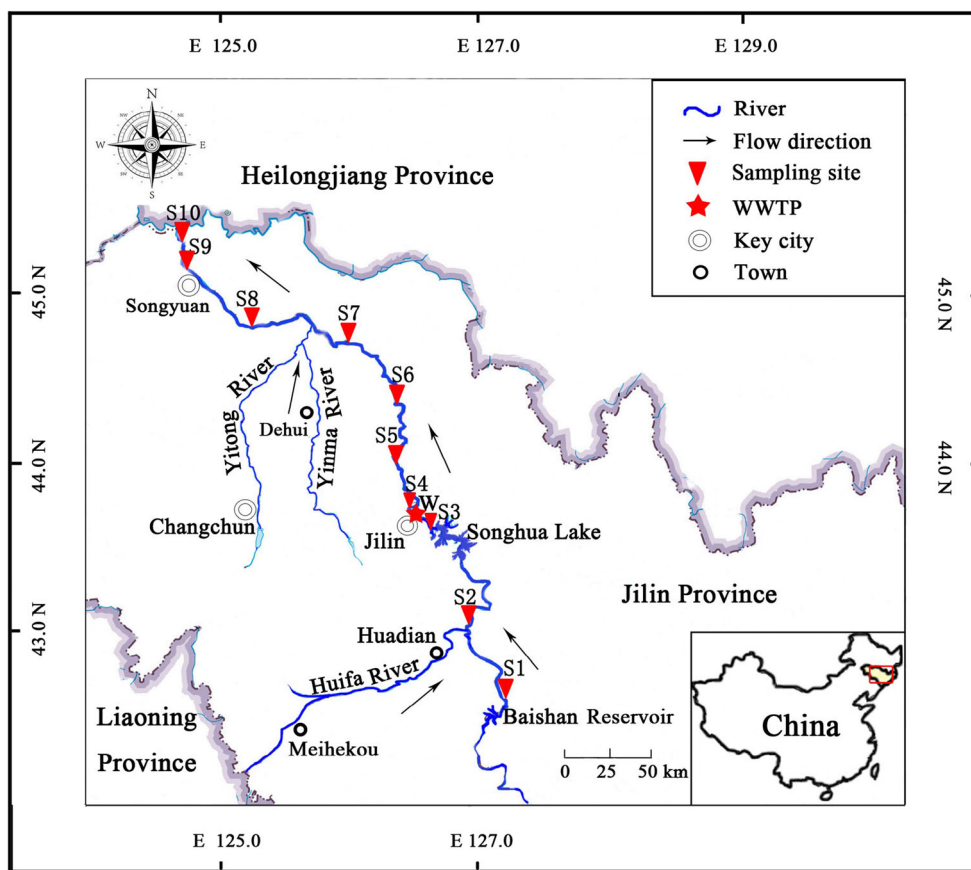 E 125.0
E 127.0
E 129.0
N
W
E
S
River
Flow direction
Sampling site
WWTP
Key city
Town
Heilongjiang Province
S10
S9
Songyuan
S8
S7
45.0 N
45.0 N
S6
Yitong River
Dehui
Yinma River
S5
44.0 N
44.0 N
S4
W
S3
Changchun
Jilin
Songhua Lake
S2
Jilin Province
43.0 N
43.0 N
Huadian
Huifa River
S1
Liaoning
Province
Meihekou
Baishan Reservoir
China
0 25 50 km
E 125.0
E 127.0